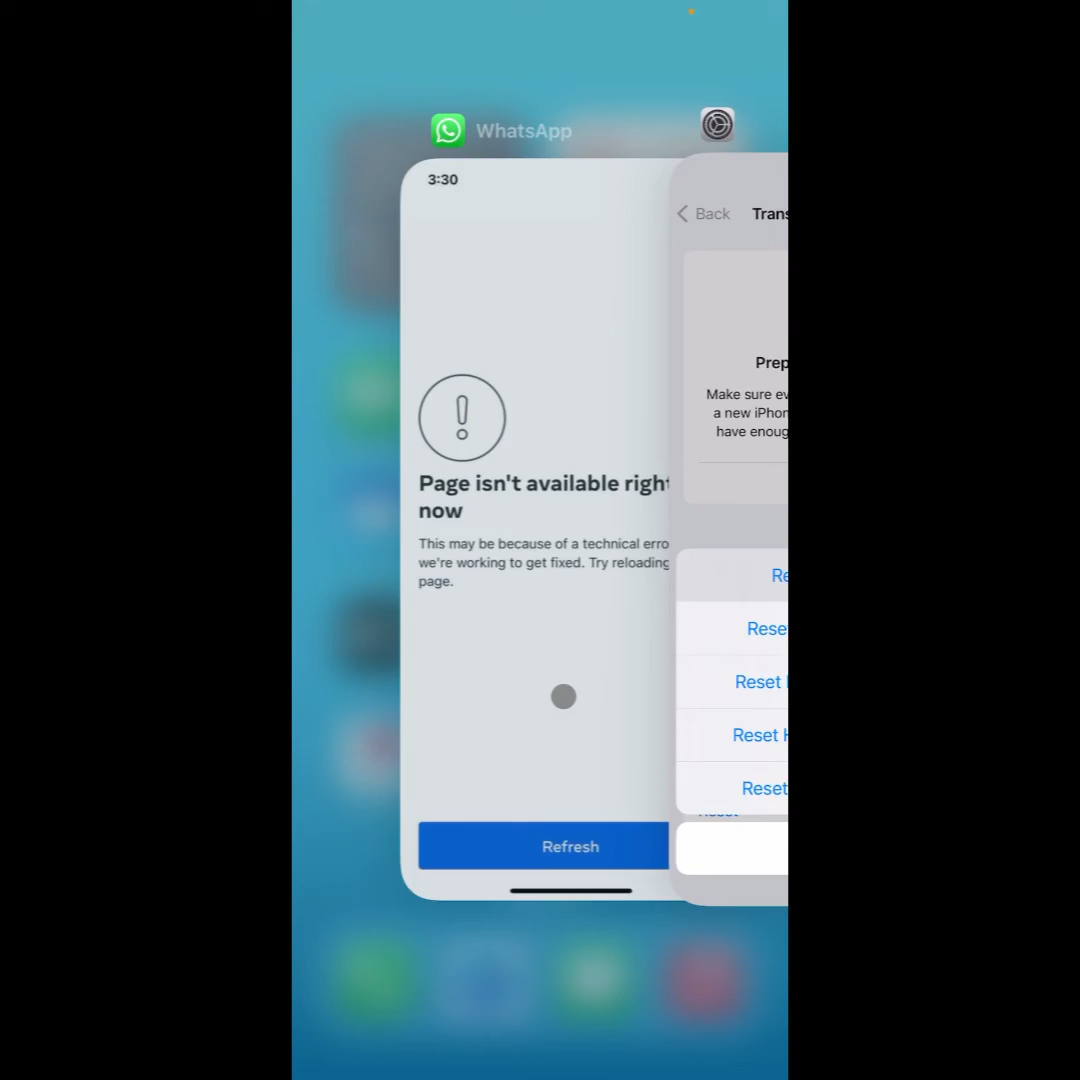 WhatsApp
3:30
Back
Trans
Page isn't available right
now
This may be because of a technical erro
we're working to get fixed. Try reloading
page.
Refresh
Prep
Make sure ev
a new iPhon
have enoug
Re
Reset
Reset
Reset H
Reset
Reset